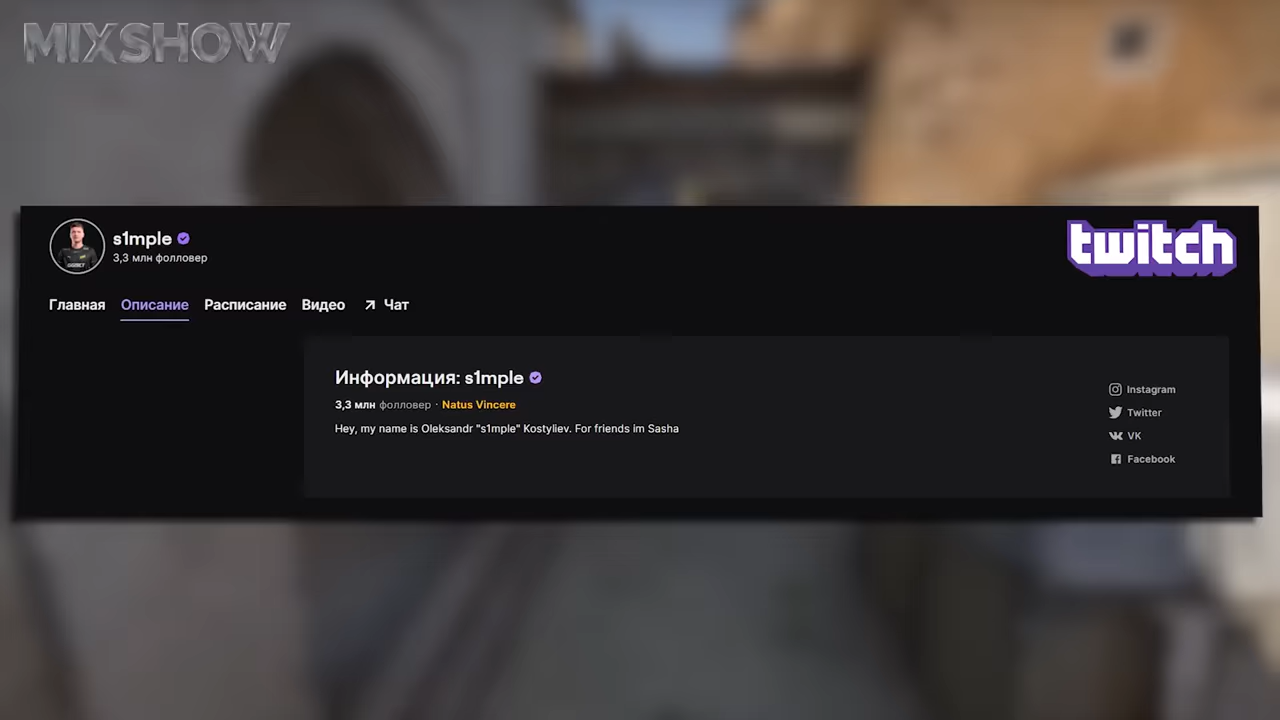 MIXSHOW
s1mple
3,3 млн фолловер
twitch
Главная Описание Расписание Видео Чат
Информация: s1mple
3,3 млн фолловер · Natus Vincere
Hey, my name is Oleksandr "s1mple" Kostyliev. For friends im Sasha
Instagram
Twitter
VK
Facebook